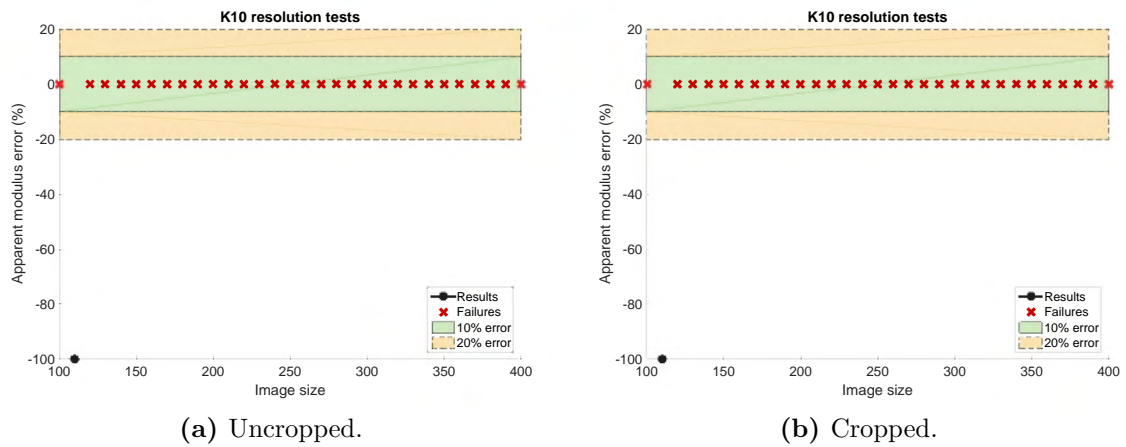 K10 resolution tests
20
0
-20
-40
-60
-80
-100
Apparent modulus error (%)
100
150
200
250
300
350
400
Image size
Results
Failures
10% error
20% error
(a) Uncropped.
K10 resolution tests
20
0
-20
-40
-60
-80
-100
Apparent modulus error (%)
100
150
200
250
300
350
400
Image size
Results
Failures
10% error
20% error
(b) Cropped.